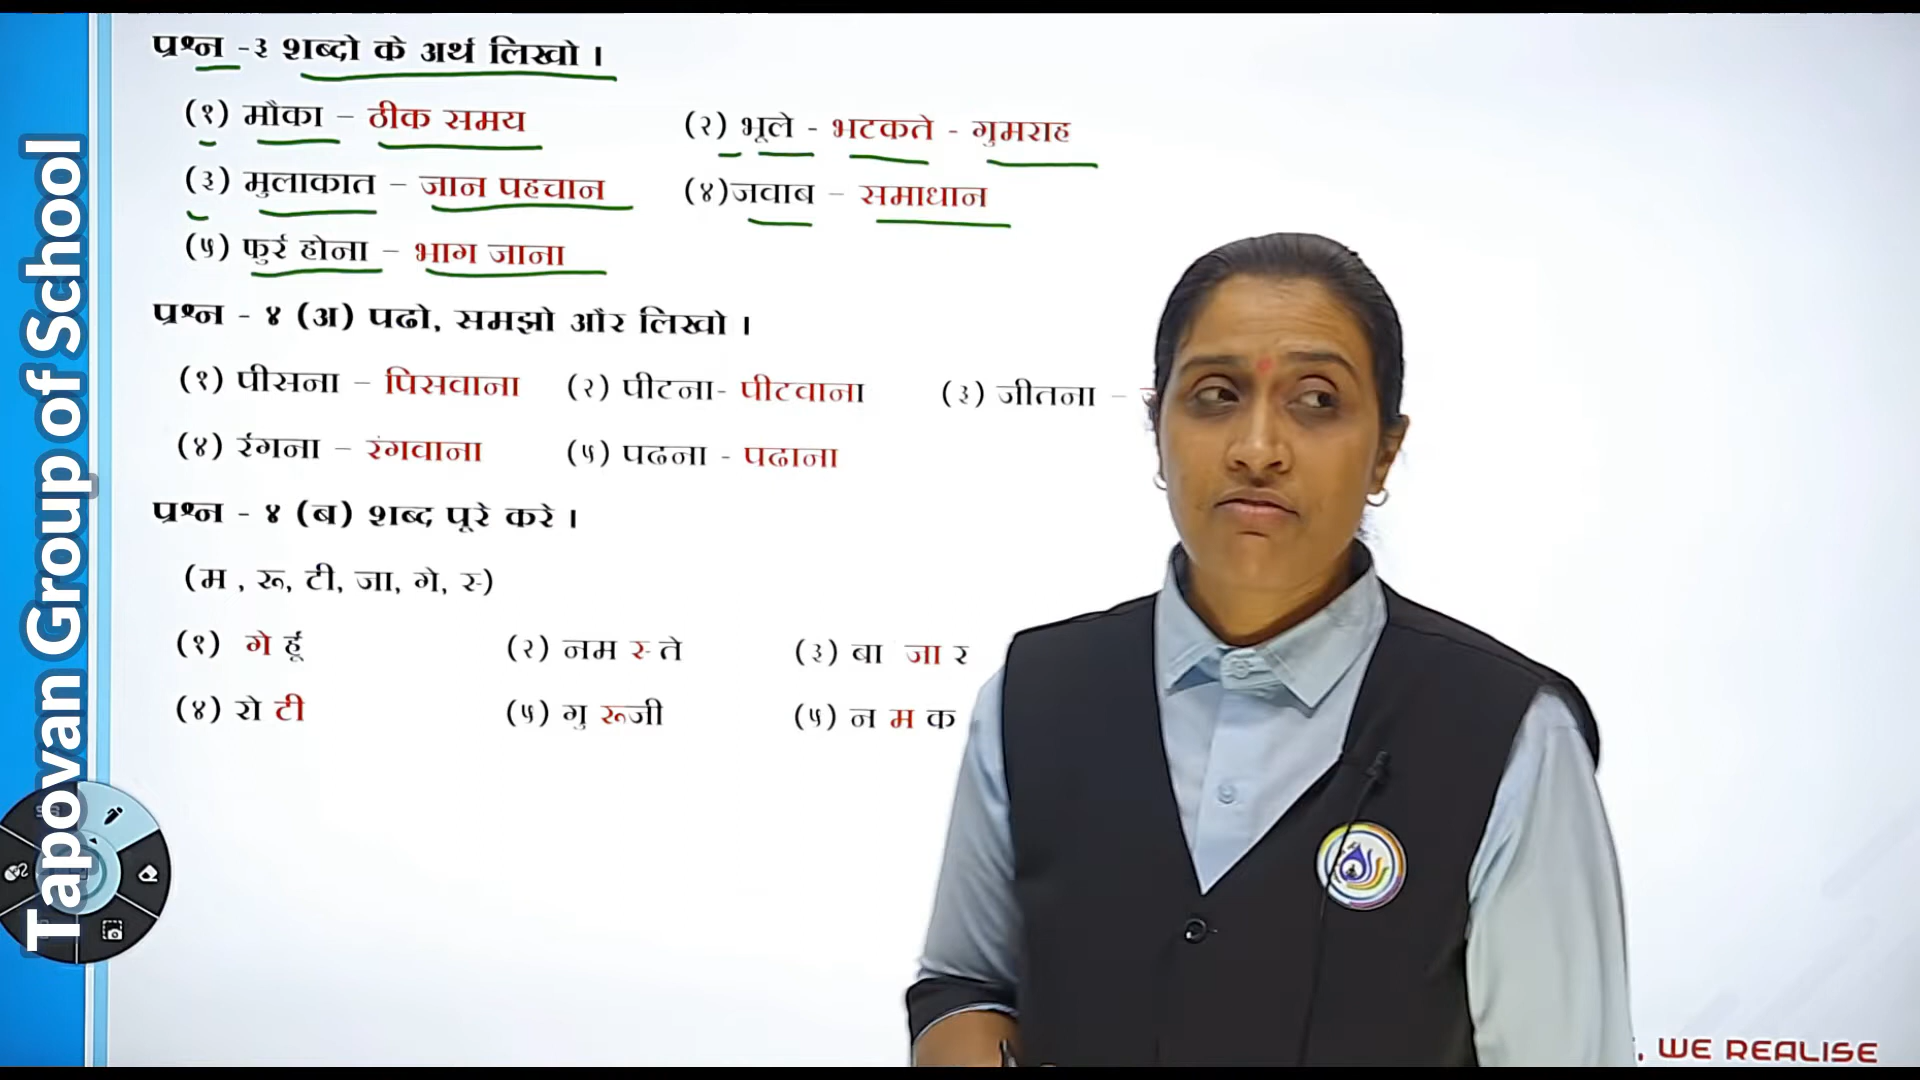 प्रश्न -३ शब्दो के अर्थ लिखो ।
(१) मौका – ठीक समय (२) भूले - भटकते - गुमराह
(३) मुलाकात – जान पहचान (४)जवाब – समाधान
(५) फुर्र होना – भाग जाना
प्रश्न - ४ (अ) पढो, समझो और लिखो ।
(१) पीसना – पिसवाना (२) पीटना- पीटवाना (३) जीतना –
(४) रंगना – रंगवाना (५) पढना - पढाना
प्रश्न - ४ (ब) शब्द पूरे करे ।
(म , रू, टी, जा, गे, स्)
(१) गे हूँ (२) नम स् ते (३) बा जा र
(४) रो टी (५) गु रूजी (५) न म क
Tapovan Group of School
, WE REALISE